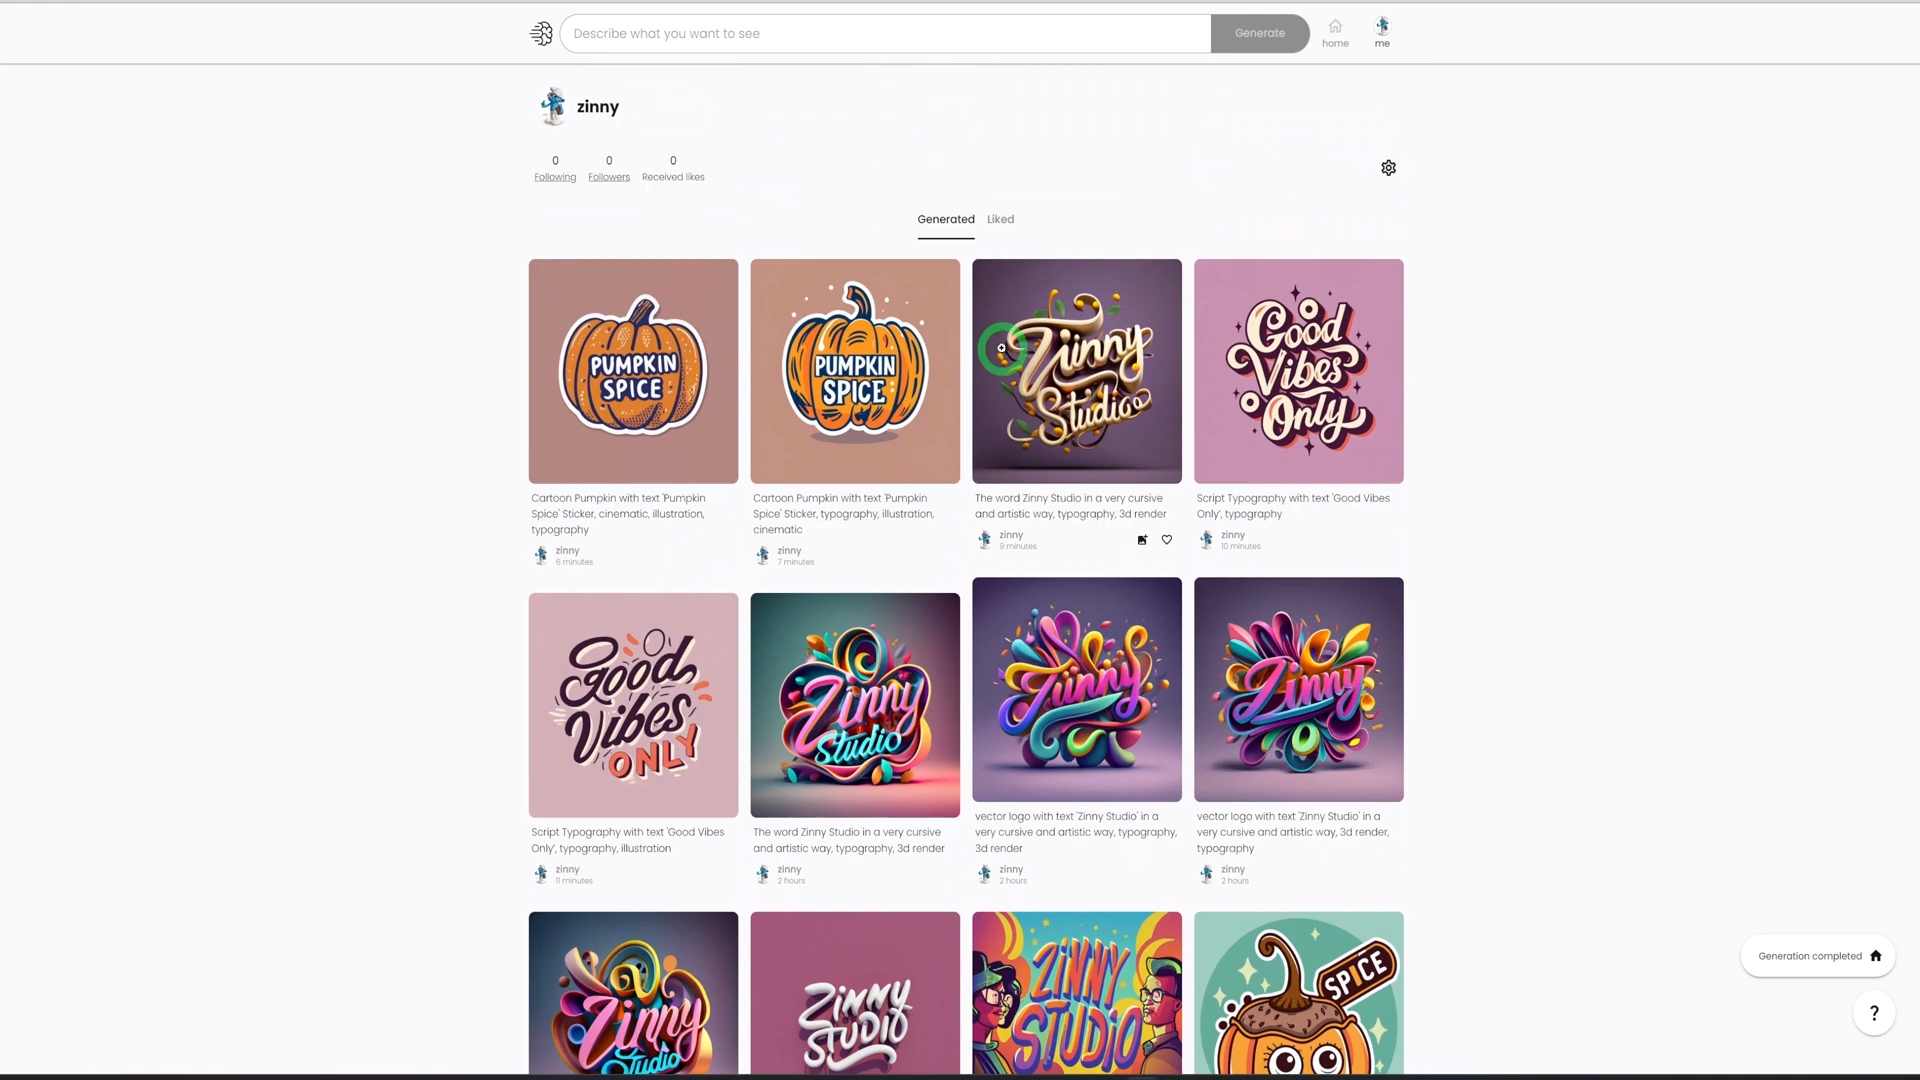 Describe what you want to see
Generate
home
me
zinny
0
0
0
Following
Followers
Received likes
Generated
Liked
PUMPKIN
SPICE
PUMPKIN
SPICE
Zinny
Studio
Good
Vibes
Only
Cartoon Pumpkin with text 'Pumpkin
Spice' Sticker, cinematic, illustration,
typography
zinny
6 minutes
Cartoon Pumpkin with text 'Pumpkin
Spice' Sticker, typography, illustration,
cinematic
zinny
7 minutes
The word Zinny Studio in a very cursive
and artistic way, typography, 3d render
zinny
9 minutes
Script Typography with text 'Good Vibes
Only', typography
zinny
10 minutes
Good
Vibes
ONLY
Zinny
Studio
Zinny
Zinny
Script Typography with text 'Good Vibes
Only', typography, illustration
zinny
11 minutes
The word Zinny Studio in a very cursive
and artistic way, typography, 3d render
zinny
2 hours
vector logo with text 'Zinny Studio' in a
very cursive and artistic way, typography,
3d render
zinny
2 hours
vector logo with text 'Zinny Studio' in a
very cursive and artistic way, 3d render,
typography
zinny
2 hours
Zinny
Studio
ZINNY
STUDIO
ZINNY
STUDIO
SPICE
Generation completed
?